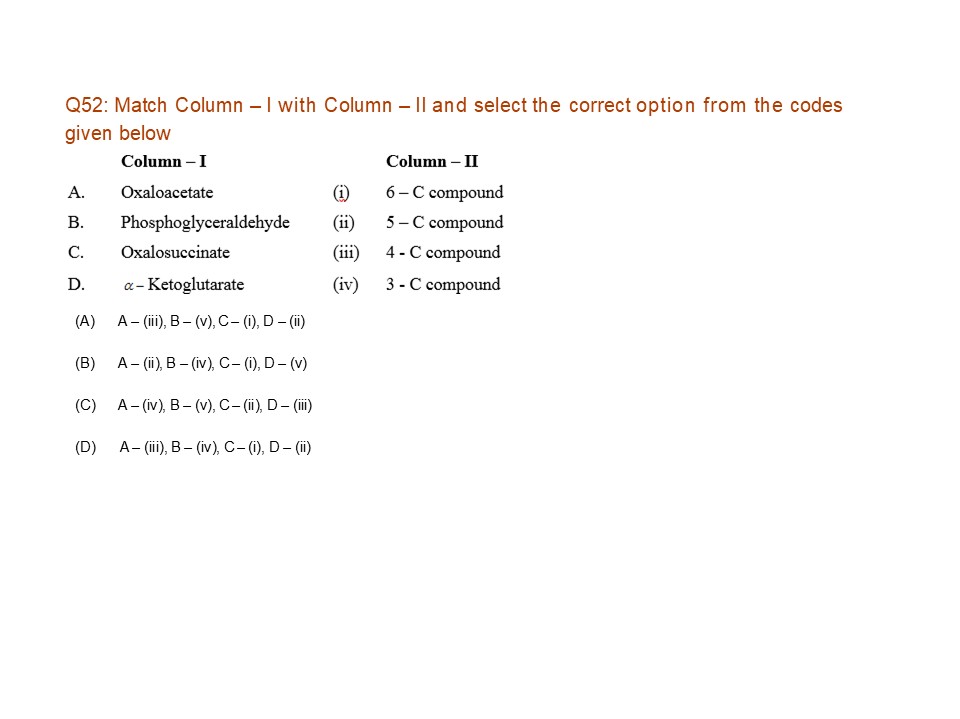 Q52: Match Column – I with Column – II and select the correct option from the codes
given below
Column – I Column – II
A. Oxaloacetate (i) 6 – C compound
B. Phosphoglyceraldehyde (ii) 5 – C compound
C. Oxalosuccinate (iii) 4 - C compound
D. α – Ketoglutarate (iv) 3 - C compound
(A) A – (iii), B – (v), C – (i), D – (ii)
(B) A – (ii), B – (iv), C – (i), D – (v)
(C) A – (iv), B – (v), C – (ii), D – (iii)
(D) A – (iii), B – (iv), C – (i), D – (ii)